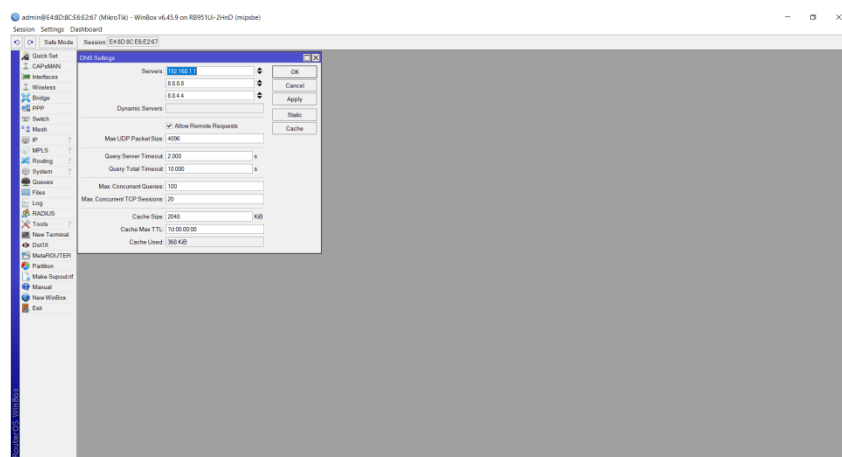 admin@E4:8D:8C:E6:E2:67 (MikroTik) - WinBox v6.45.9 on RB951Ui-2HnD (mipsbe)
Session Settings Dashboard
Safe Mode Session: E4:8D:8C:E6:E2:67
Quick Set
CAPsMAN
Interfaces
Wireless
Bridge
PPP
Switch
Mesh
IP
MPLS
Routing
System
Queues
Files
Log
RADIUS
Tools
New Terminal
Dot1X
MetaROUTER
Partition
Make Supout.rif
Manual
New WinBox
Exit
RouterOS WinBox
DNS Settings
Servers: 192.168.1.1
8.8.8.8
8.8.4.4
Dynamic Servers:
Allow Remote Requests
Max UDP Packet Size: 4096
Query Server Timeout: 2.000 s
Query Total Timeout: 10.000 s
Max. Concurrent Queries: 100
Max. Concurrent TCP Sessions: 20
Cache Size: 2048 KiB
Cache Max TTL: 7d 00:00:00
Cache Used: 368 KiB
OK
Cancel
Apply
Static
Cache